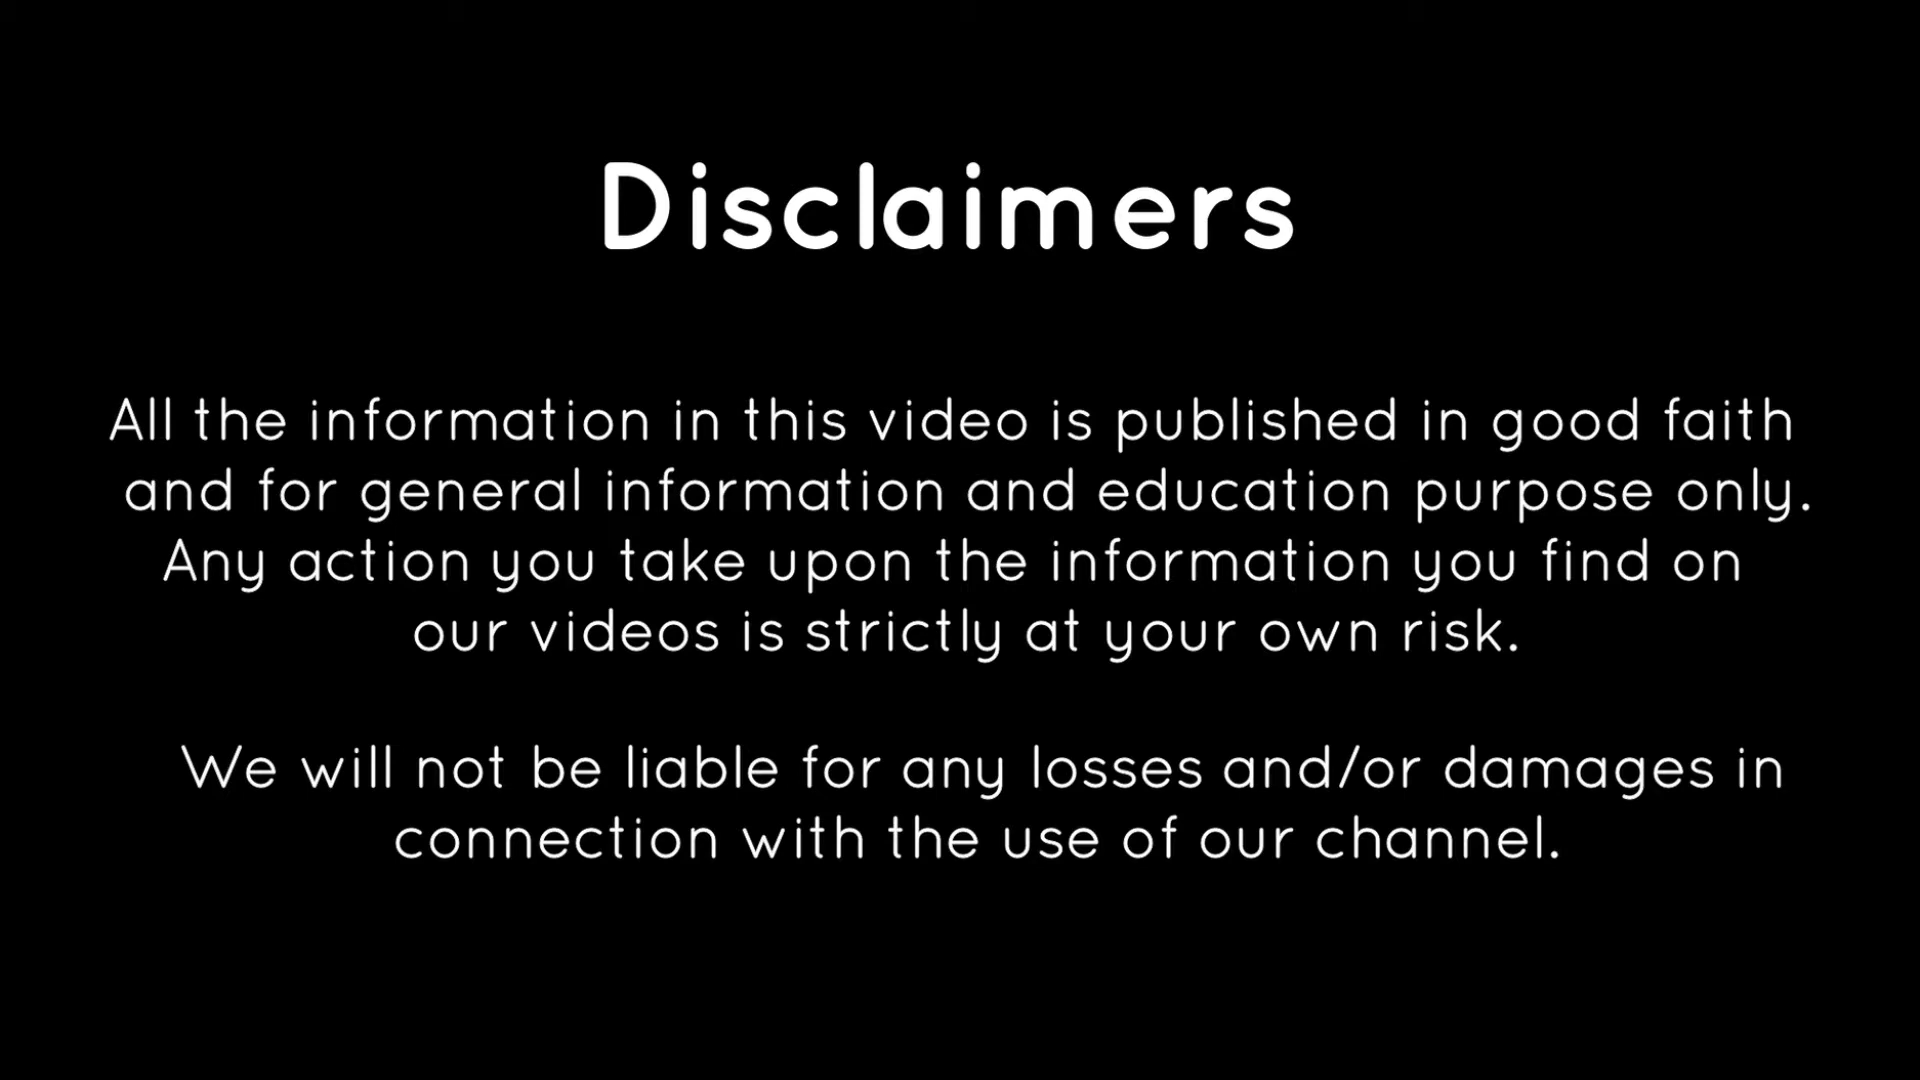 Disclaimers
All the information in this video is published in good faith
and for general information and education purpose only.
Any action you take upon the information you find on
our videos is strictly at your own risk.
We will not be liable for any losses and/or damages in
connection with the use of our channel.